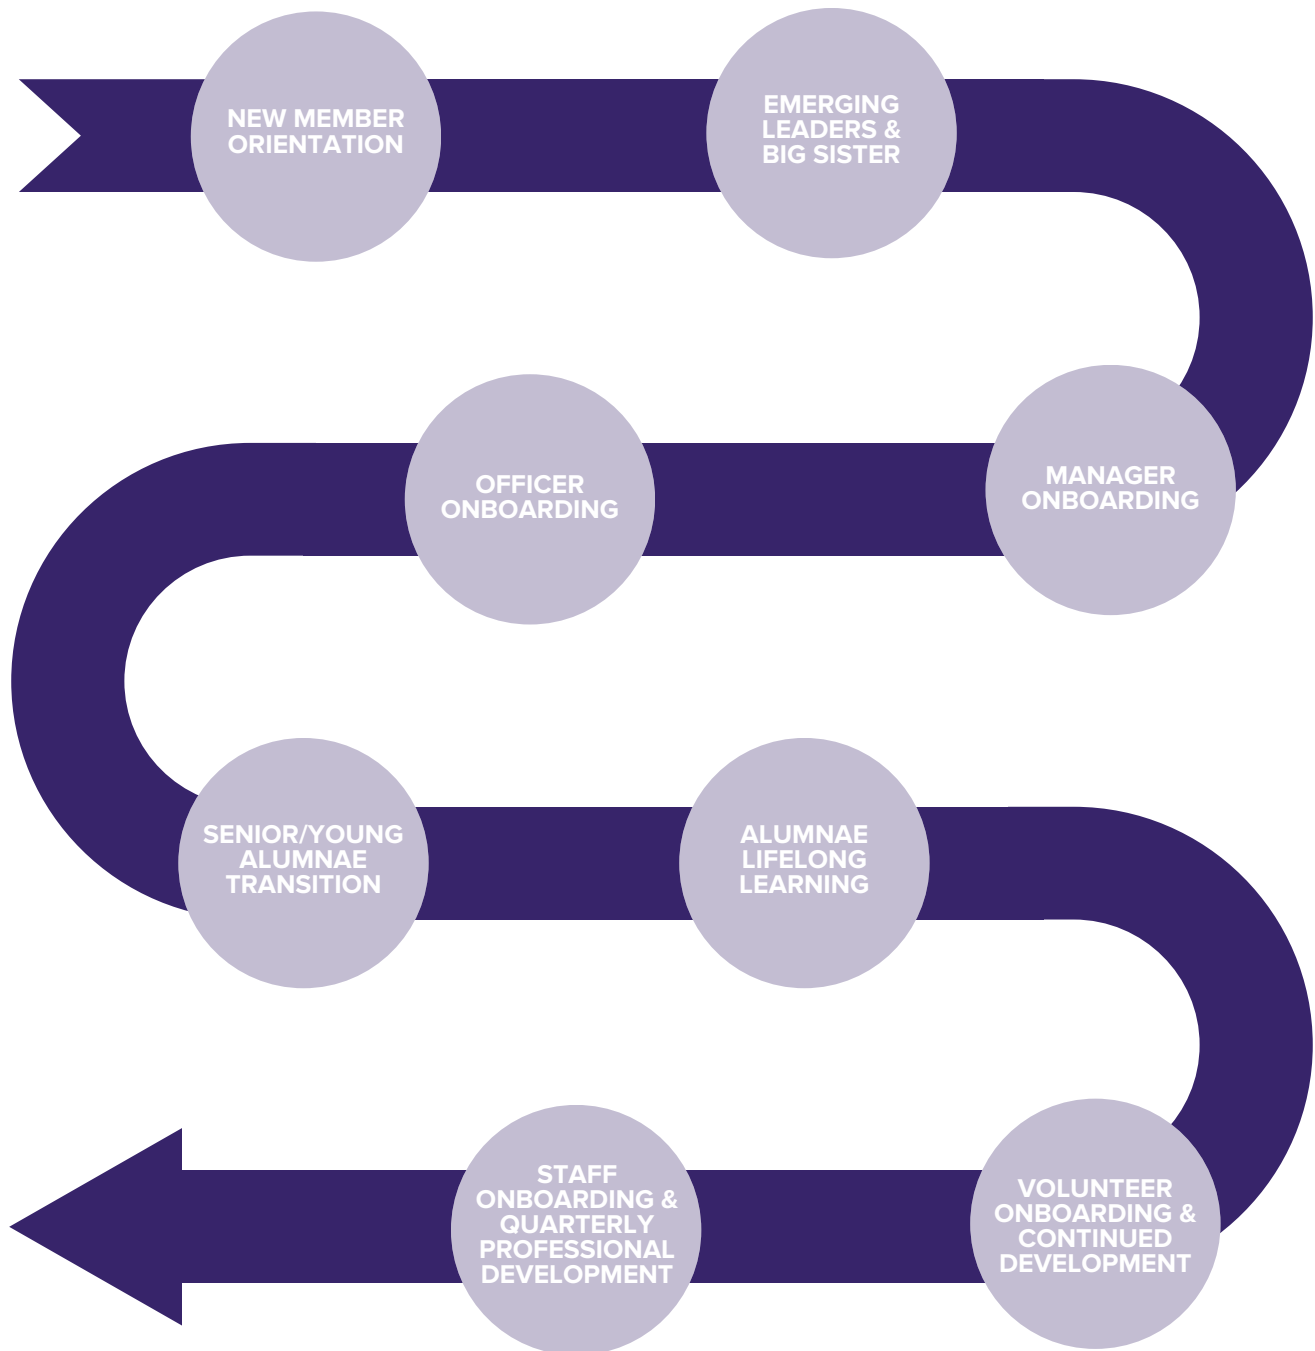 NEW MEMBER
ORIENTATION
EMERGING
LEADERS &
BIG SISTER
MANAGER
ONBOARDING
OFFICER
ONBOARDING
SENIOR/YOUNG
ALUMNAE
TRANSITION
ALUMNAE
LIFELONG
LEARNING
VOLUNTEER
ONBOARDING &
CONTINUED
DEVELOPMENT
STAFF
ONBOARDING &
QUARTERLY
PROFESSIONAL
DEVELOPMENT